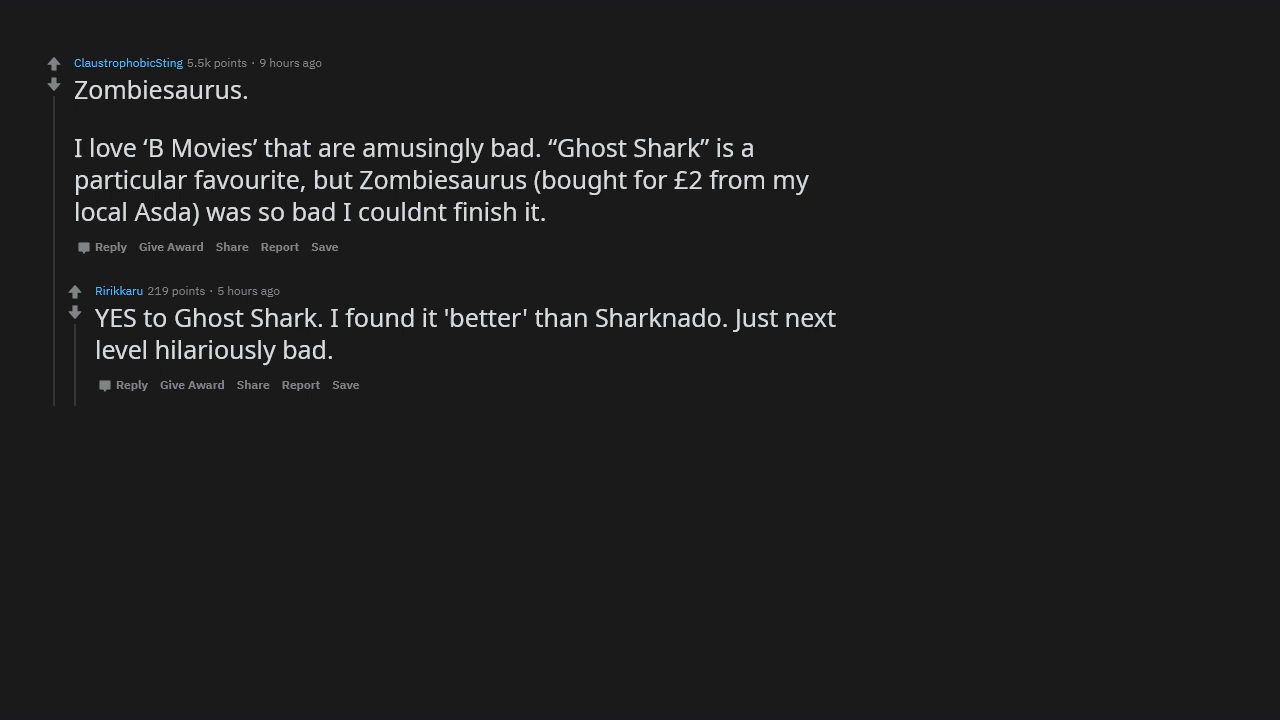 ClaustrophobicSting 5.5k points · 9 hours ago
Zombiesaurus.
I love ‘B Movies’ that are amusingly bad. “Ghost Shark” is a
particular favourite, but Zombiesaurus (bought for £2 from my
local Asda) was so bad I couldnt finish it.
Reply Give Award Share Report Save
Ririkkaru 219 points · 5 hours ago
YES to Ghost Shark. I found it 'better' than Sharknado. Just next
level hilariously bad.
Reply Give Award Share Report Save